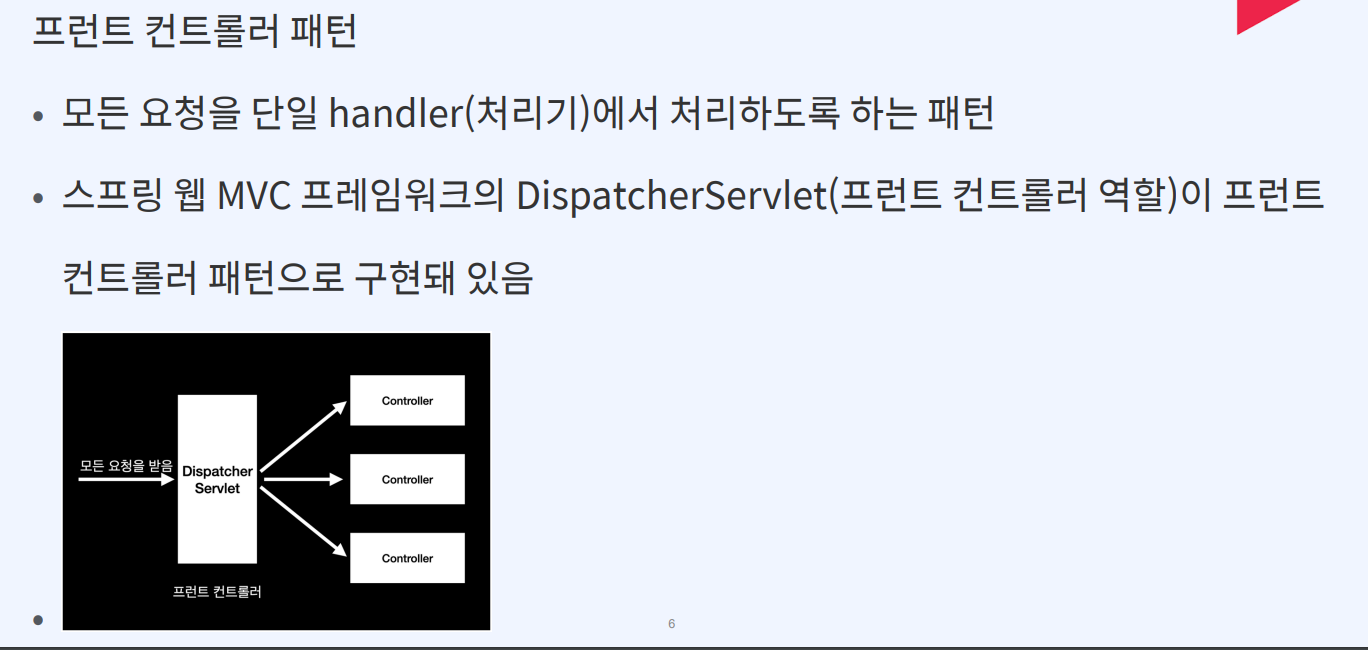 프런트 컨트롤러 패턴
• 모든 요청을 단일 handler(처리기)에서 처리하도록 하는 패턴
• 스프링 웹 MVC 프레임워크의 DispatcherServlet(프런트 컨트롤러 역할)이 프런트
컨트롤러 패턴으로 구현돼 있음
모든 요청을 받음
Dispatcher
Servlet
Controller
Controller
Controller
프런트 컨트롤러
•
6